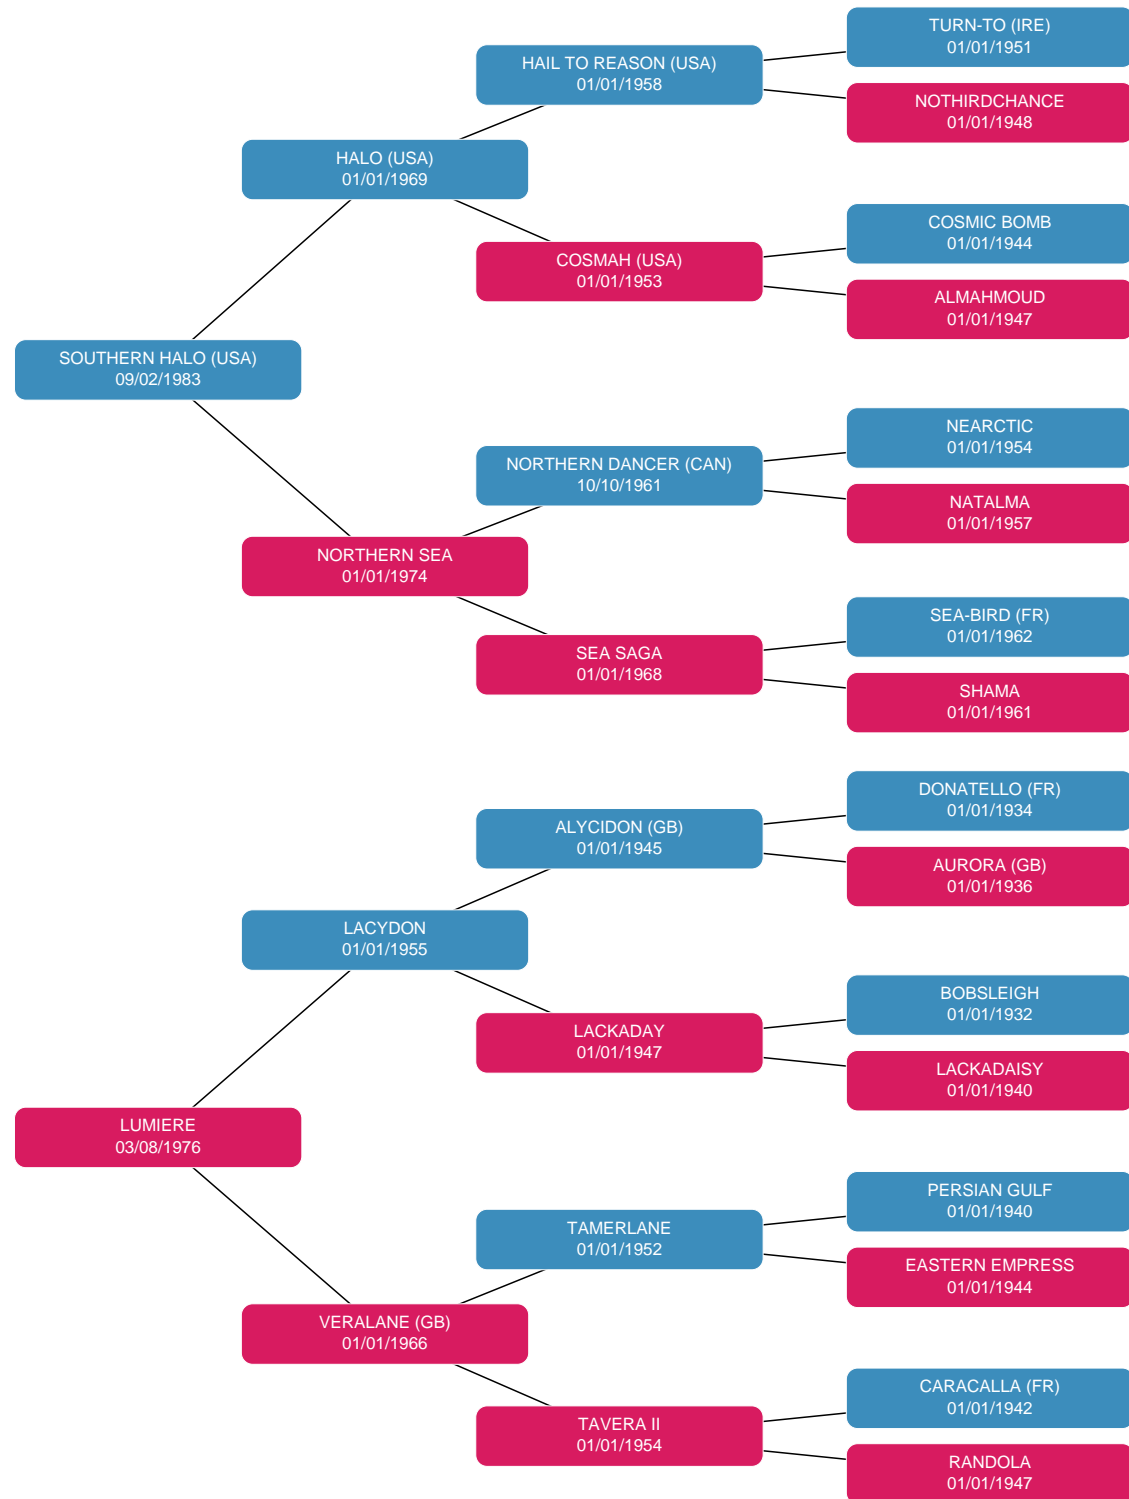 TURN-TO (IRE)
01/01/1951
HAIL TO REASON (USA)
01/01/1958
NOTHIRDCHANCE
01/01/1948
HALO (USA)
01/01/1969
COSMIC BOMB
01/01/1944
COSMAH (USA)
01/01/1953
ALMAHMOUD
01/01/1947
SOUTHERN HALO (USA)
09/02/1983
NEARCTIC
01/01/1954
NORTHERN DANCER (CAN)
10/10/1961
NATALMA
01/01/1957
NORTHERN SEA
01/01/1974
SEA-BIRD (FR)
01/01/1962
SEA SAGA
01/01/1968
SHAMA
01/01/1961
DONATELLO (FR)
01/01/1934
ALYCIDON (GB)
01/01/1945
AURORA (GB)
01/01/1936
LACYDON
01/01/1955
BOBSLEIGH
01/01/1932
LACKADAY
01/01/1947
LACKADAISY
01/01/1940
LUMIERE
03/08/1976
PERSIAN GULF
01/01/1940
TAMERLANE
01/01/1952
EASTERN EMPRESS
01/01/1944
VERALANE (GB)
01/01/1966
CARACALLA (FR)
01/01/1942
TAVERA II
01/01/1954
RANDOLA
01/01/1947